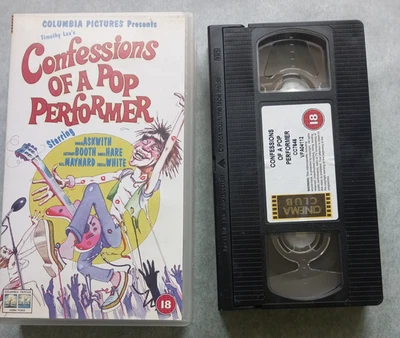 COLUMBIA PICTURES Presents
Timothy Lea's
Confessions
OF A POP
PERFORMER
Starring
ASKWITH
BOOTH HARE
MAYNARD WHITE
18
CINEMA
CLUB
CONFESSIONS
OF A POP
PERFORMER
18